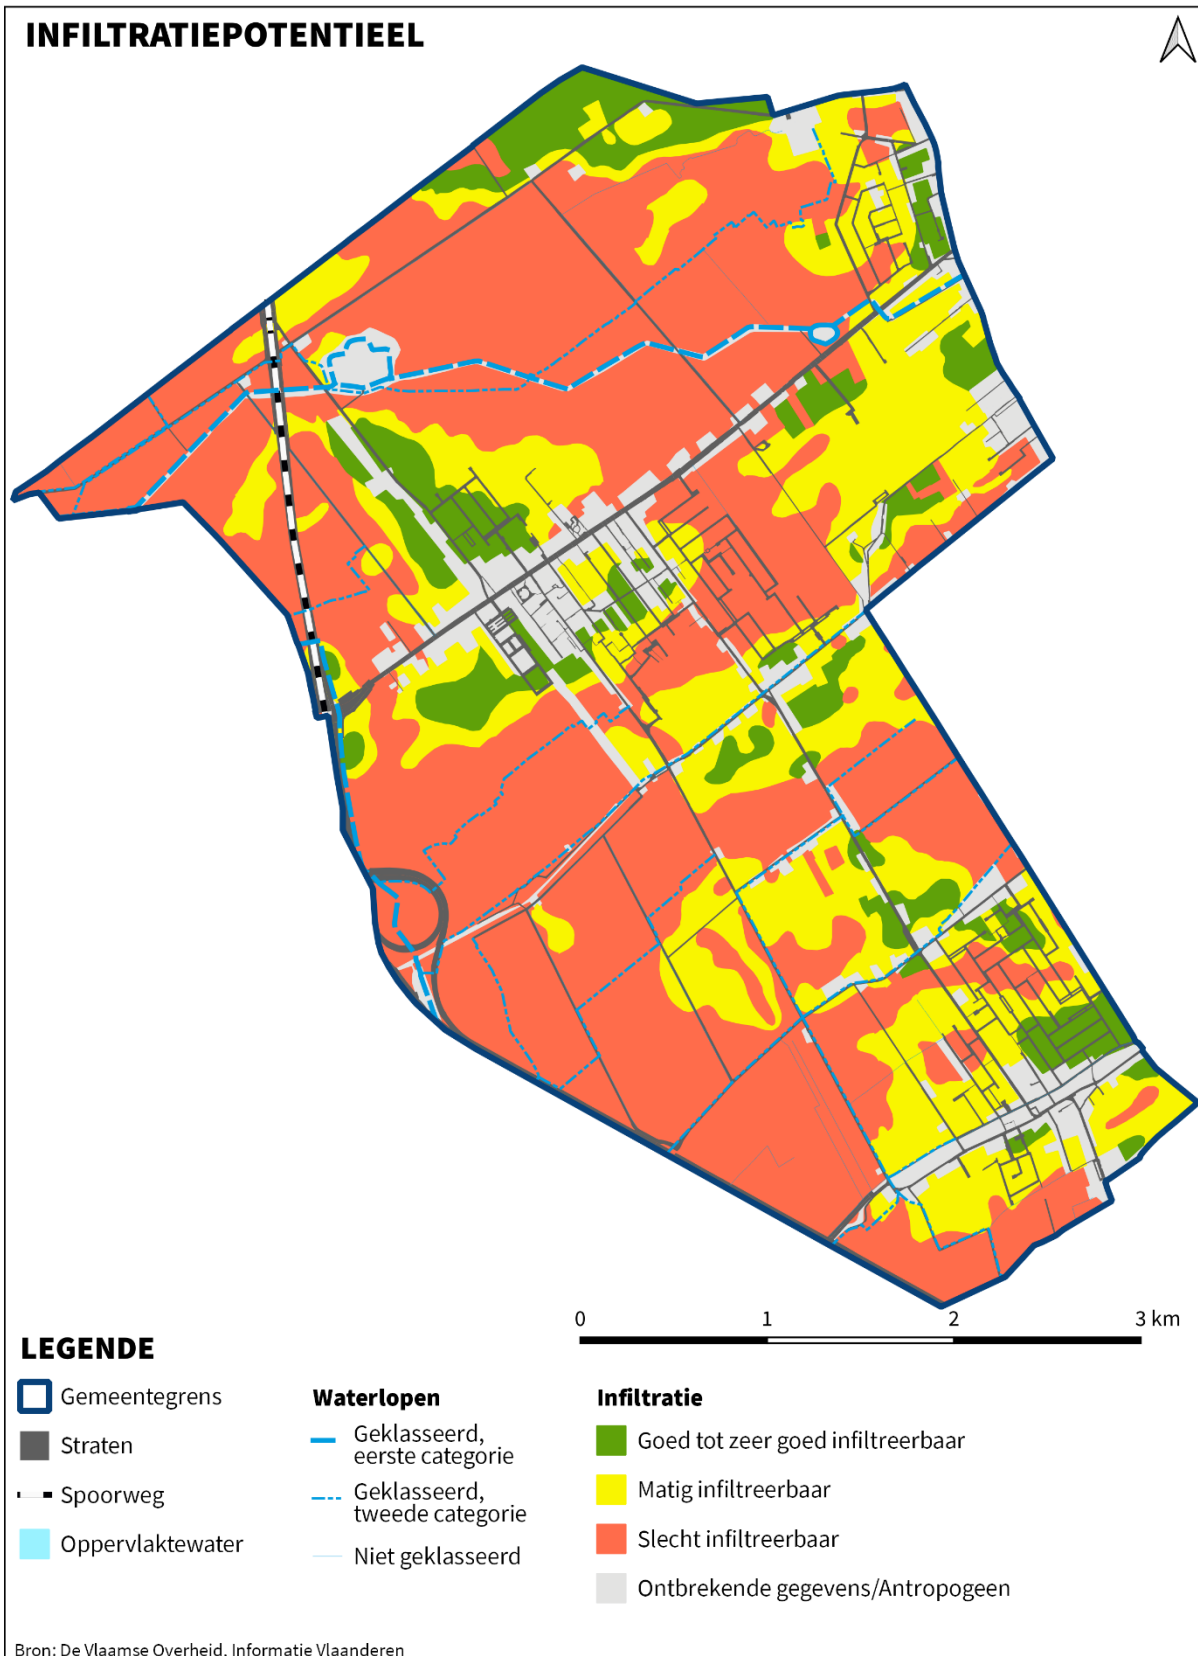 INFILTRATIEPOTENTIEEL
0 1 2 3 km
LEGENDE
Gemeentegrens
Straten
Spoorweg
Oppervlaktewater
Waterlopen
Geklasseerd,
eerste categorie
Geklasseerd,
tweede categorie
Niet geklasseerd
Infiltratie
Goed tot zeer goed infiltreerbaar
Matig infiltreerbaar
Slecht infiltreerbaar
Ontbrekende gegevens/Antropogeen
Bron: De Vlaamse Overheid, Informatie Vlaanderen